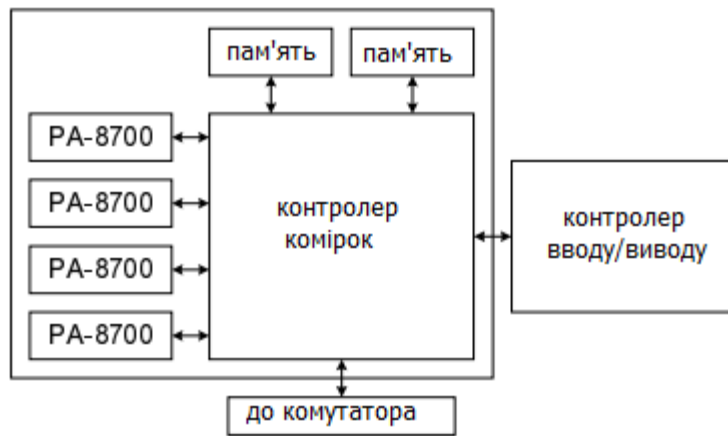 пам'ять
пам'ять
PA-8700
PA-8700
PA-8700
PA-8700
контролер
комірок
контролер
вводу/виводу
до комутатора